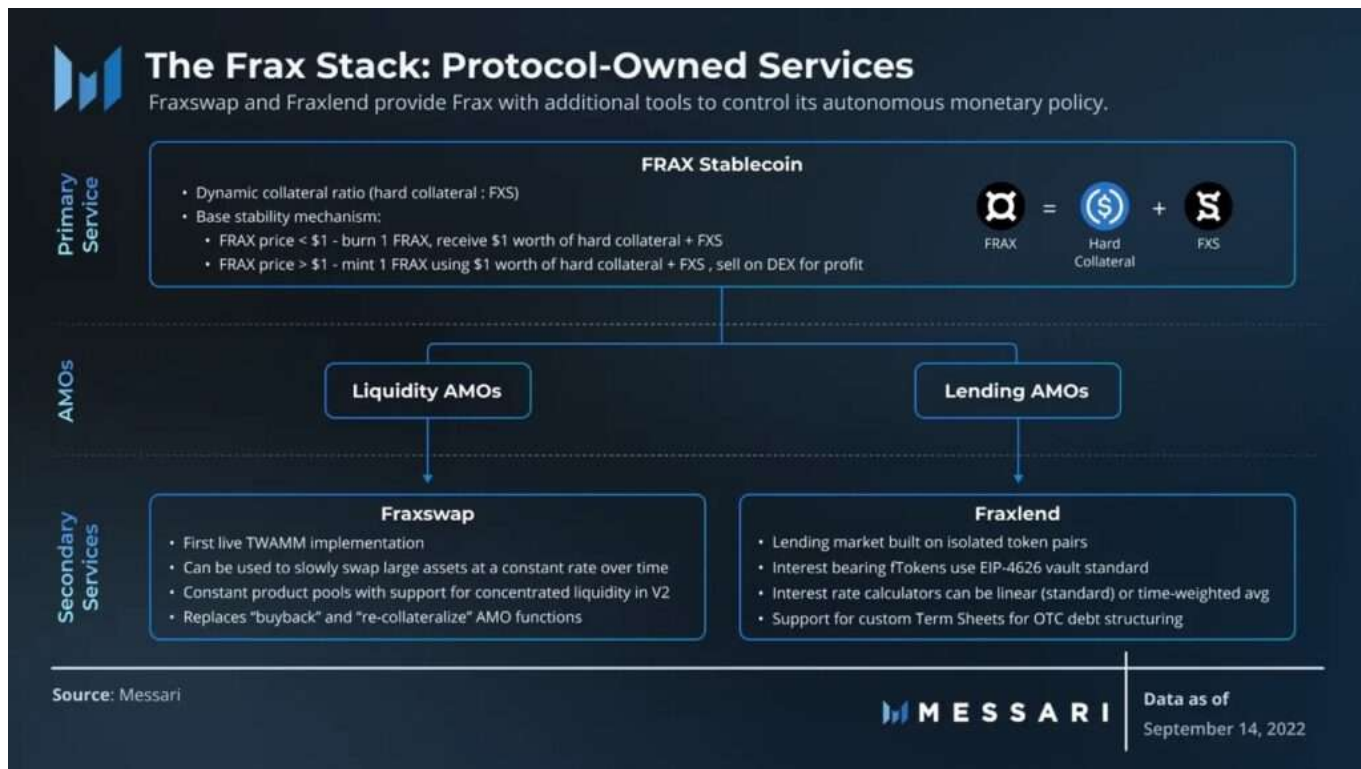 The Frax Stack: Protocol-Owned Services
Fraxswap and Fraxlend provide Frax with additional tools to control its autonomous monetary policy.
Primary
Service
FRAX Stablecoin
• Dynamic collateral ratio (hard collateral : FXS)
• Base stability mechanism:
• FRAX price < $1 - burn 1 FRAX, receive $1 worth of hard collateral + FXS
• FRAX price > $1 - mint 1 FRAX using $1 worth of hard collateral + FXS , sell on DEX for profit
= +
FRAX
Hard
Collateral
FXS
AMOs
Liquidity AMOs
Lending AMOs
Secondary
Services
Fraxswap
• First live TWAMM implementation
• Can be used to slowly swap large assets at a constant rate over time
• Constant product pools with support for concentrated liquidity in V2
• Replaces "buyback" and "re-collateralize" AMO functions
Fraxlend
• Lending market built on isolated token pairs
• Interest bearing fTokens use EIP-4626 vault standard
• Interest rate calculators can be linear (standard) or time-weighted avg
• Support for custom Term Sheets for OTC debt structuring
Source: Messari
MESSARI
Data as of
September 14, 2022